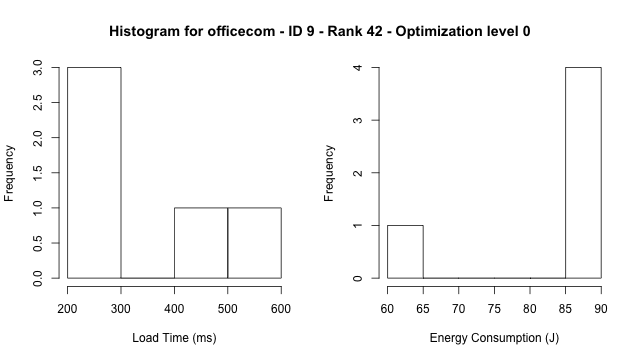 Histogram for officecom - ID 9 - Rank 42 - Optimization level 0
Frequency
0.0 0.5 1.0 1.5 2.0 2.5 3.0
200 300 400 500 600
Load Time (ms)
Frequency
0 1 2 3 4
60 65 70 75 80 85 90
Energy Consumption (J)